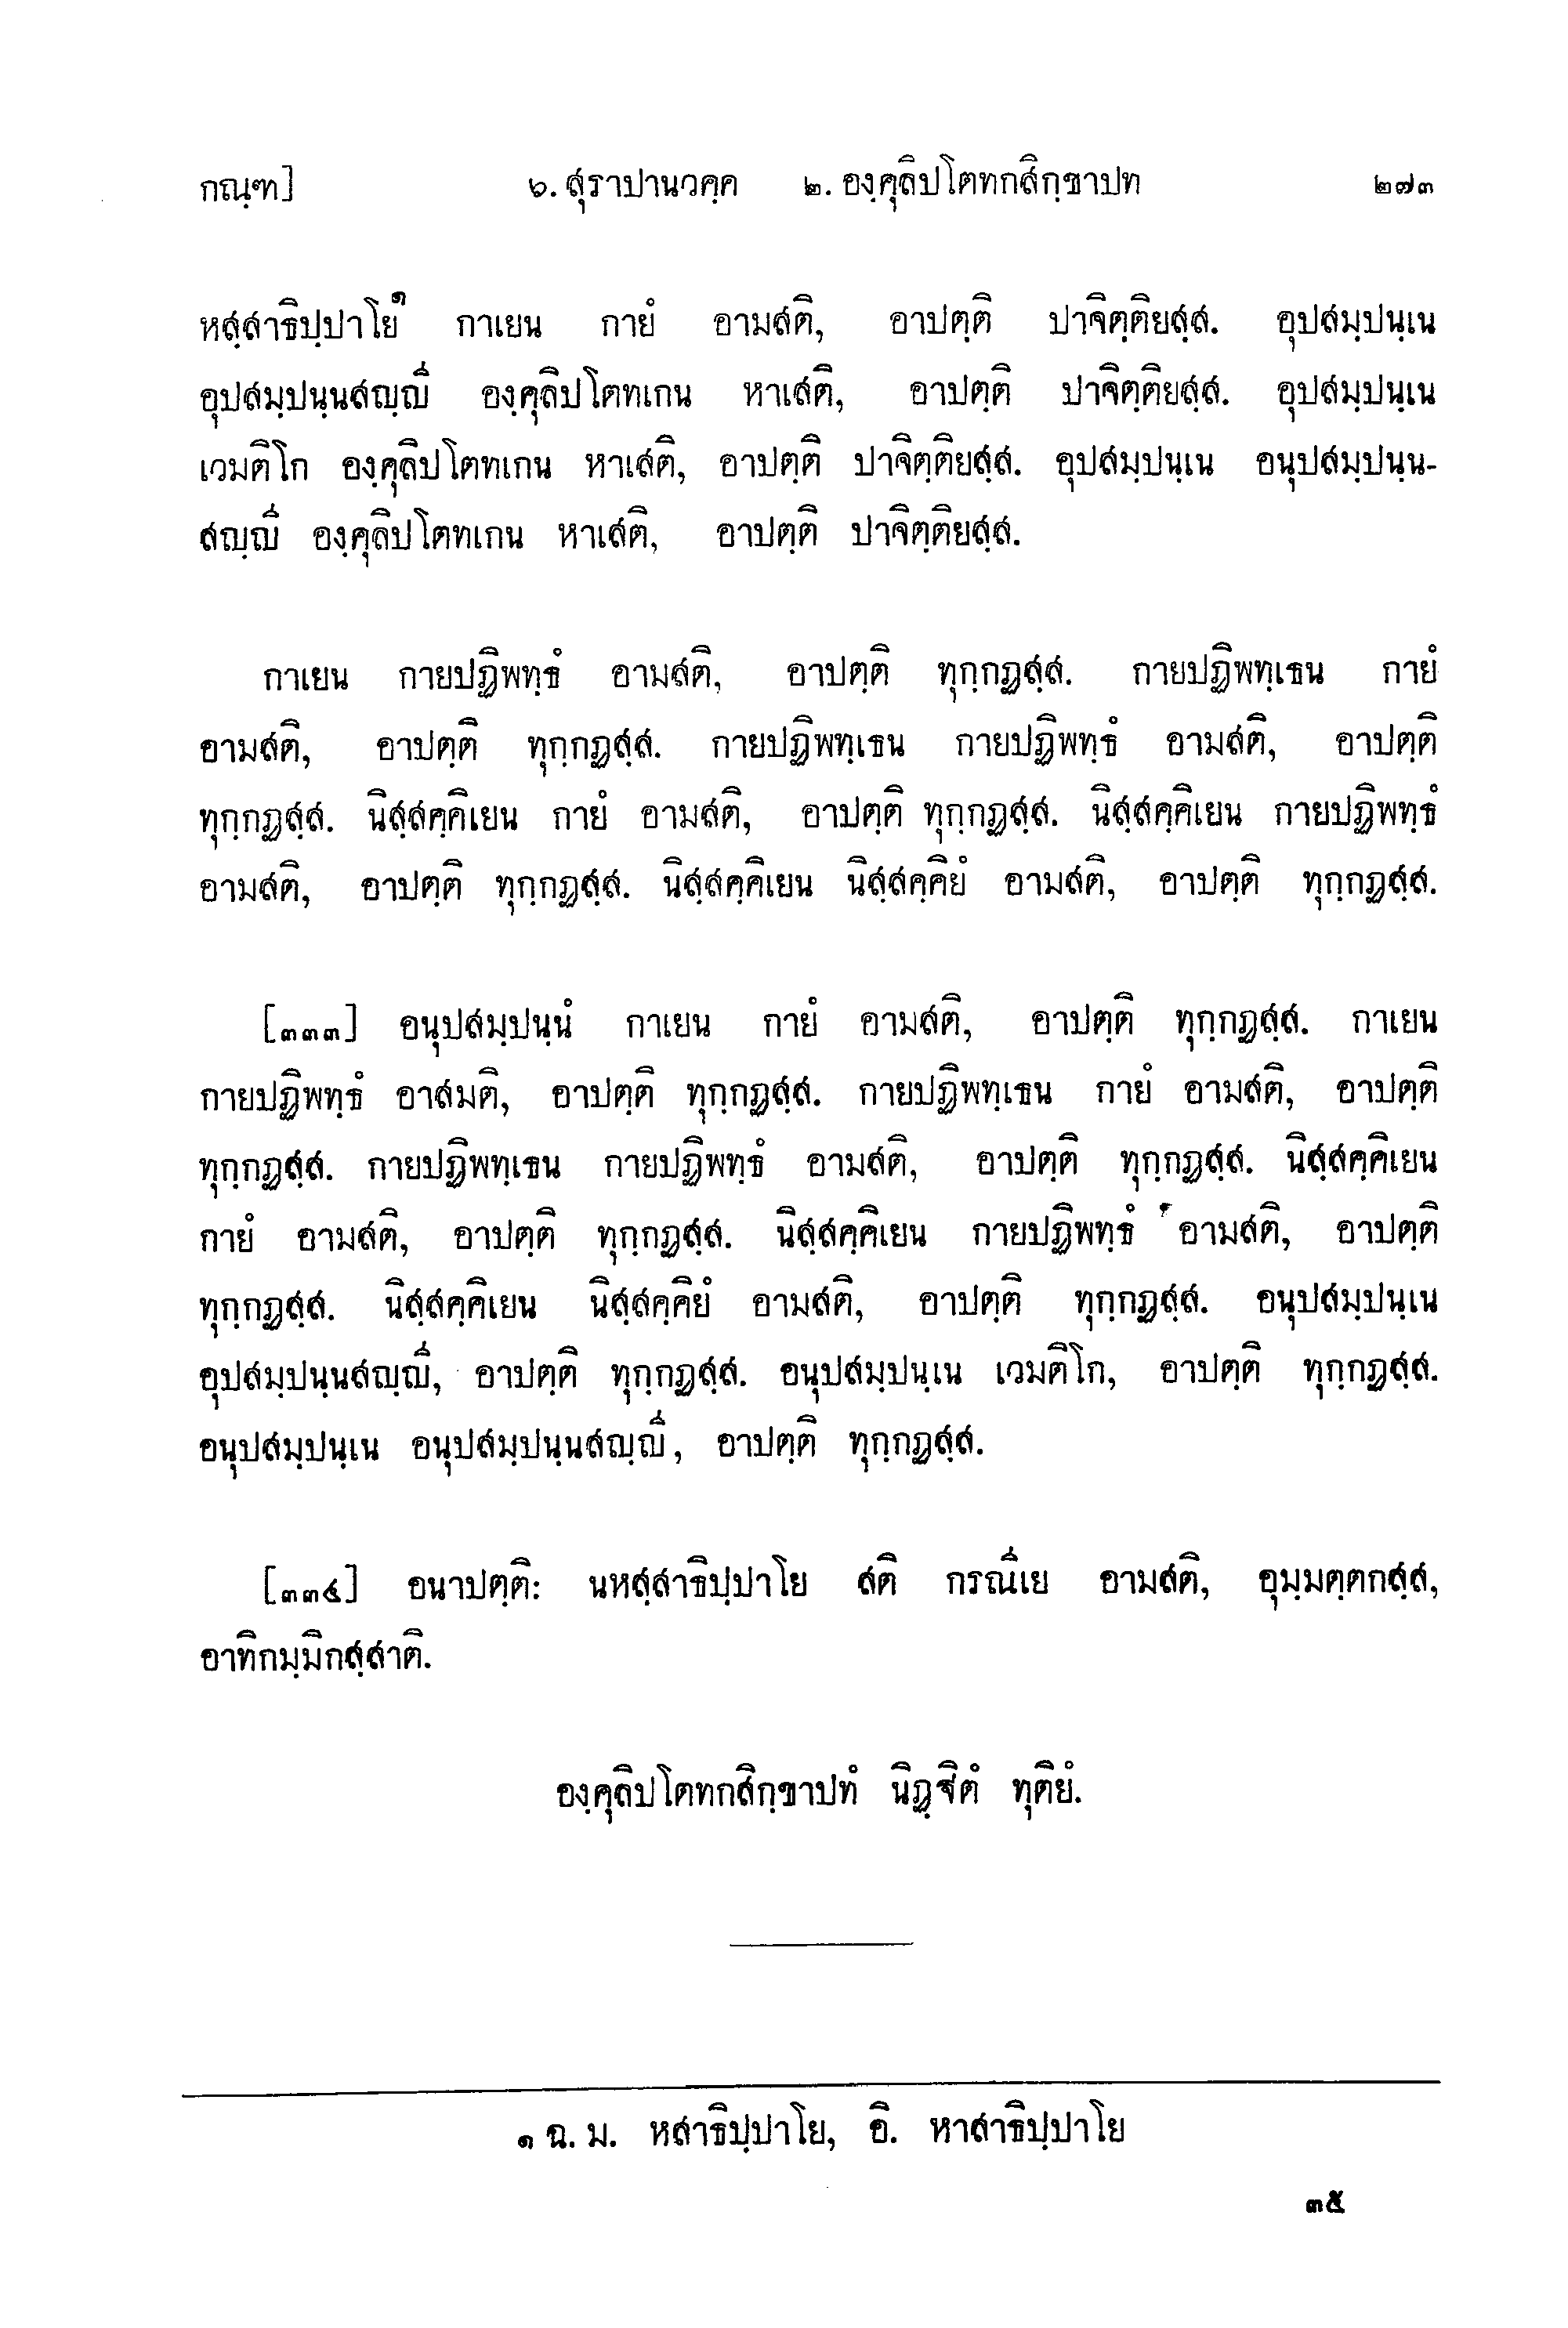 กณฺฑ] ๖. สุราปานวคฺค ๒. องฺคุลิปโตทกสิกฺขาปท ๒๗๓
หสฺสาธิปฺปาโย๑ กาเยน กายํ อามสติ, อาปตฺติ ปาจิตฺติยสฺส. อุปสมฺปนฺเน
อุปสมฺปนฺนสญฺญี องฺคุลิปโตทเกน หาเสติ, อาปตฺติ ปาจิตฺติยสฺส. อุปสมฺปนฺเน
เวมติโก องฺคุลิปโตทเกน หาเสติ, อาปตฺติ ปาจิตฺติยสฺส. อุปสมฺปนฺเน อนุปสมฺปนฺน-
สญฺญี องฺคุลิปโตทเกน หาเสติ, อาปตฺติ ปาจิตฺติยสฺส.
กาเยน กายปฏิพทฺธํ อามสติ, อาปตฺติ ทุกฺกฏสฺส. กายปฏิพทฺเธน กายํ
อามสติ, อาปตฺติ ทุกฺกฏสฺส. กายปฏิพทฺเธน กายปฏิพทฺธํ อามสติ, อาปตฺติ
ทุกฺกฏสฺส. นิสฺสคฺคิเยน กายํ อามสติ, อาปตฺติ ทุกฺกฏสฺส. นิสฺสคฺคิเยน กายปฏิพทฺธํ
อามสติ, อาปตฺติ ทุกฺกฏสฺส. นิสฺสคฺคิเยน นิสฺสคฺคิยํ อามสติ, อาปตฺติ ทุกฺกฏสฺส.
[๓๓๓] อนุปสมฺปนฺนํ กาเยน กายํ อามสติ, อาปตฺติ ทุกฺกฏสฺส. กาเยน
กายปฏิพทฺธํ อาสมติ, อาปตฺติ ทุกฺกฏสฺส. กายปฏิพทฺเธน กายํ อามสติ, อาปตฺติ
ทุกฺกฏสฺส. กายปฏิพทฺเธน กายปฏิพทฺธํ อามสติ, อาปตฺติ ทุกฺกฏสฺส. นิสฺสคฺคิเยน
กายํ อามสติ, อาปตฺติ ทุกฺกฏสฺส. นิสฺสคฺคิเยน กายปฏิพทฺธํ อามสติ, อาปตฺติ
ทุกฺกฏสฺส. นิสฺสคฺคิเยน นิสฺสคฺคิยํ อามสติ, อาปตฺติ ทุกฺกฏสฺส. อนุปสมฺปนฺเน
อุปสมฺปนฺนสญฺญี, อาปตฺติ ทุกฺกฏสฺส. อนุปสมฺปนฺเน เวมติโก, อาปตฺติ ทุกฺกฏสฺส.
อนุปสมฺปนฺเน อนุปสมฺปนฺนสญฺญี, อาปตฺติ ทุกฺกฏสฺส.
[๓๓๔] อนาปตฺติ: นหสฺสาธิปฺปาโย สติ กรณีเย อามสติ, อุมฺมตฺตกสฺส,
อาทิกมฺมิกสฺสาติ.
องฺคุลิปโตทกสิกฺขาปทํ นิฏฺฐิตํ ทุติยํ.
๑ ฉ. ม. หสาธิปฺปาโย, อิ. หาสาธิปฺปาโย
๓๕